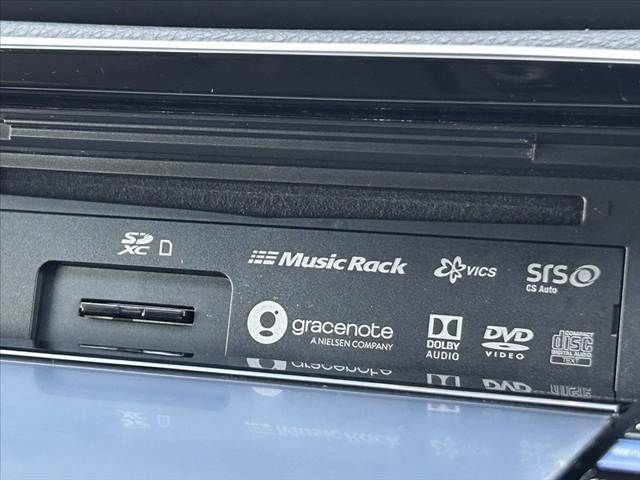 SD XC
Music Rack
VICS
SRS
CS Auto
gracenote
A NIELSEN COMPANY
DOLBY
AUDIO
DVD
VIDEO
COMPACT
disc
DIGITAL AUDIO
TEXT